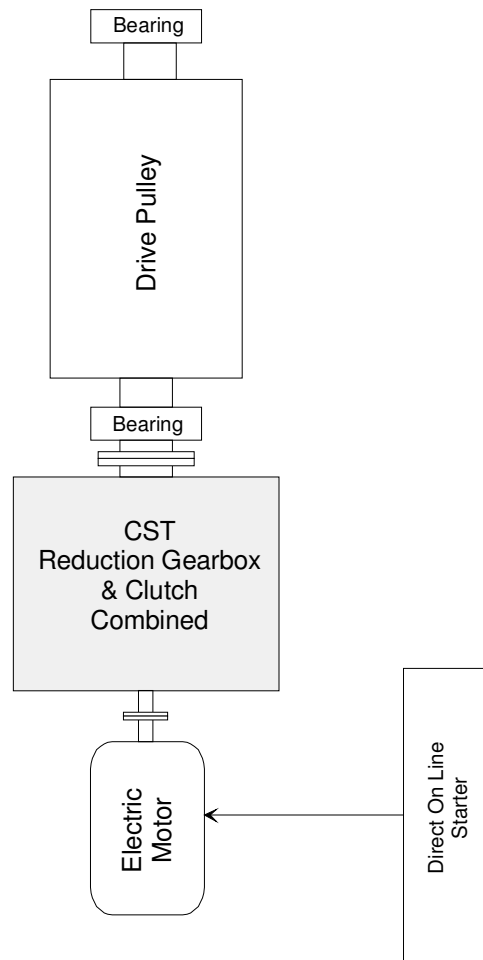 Bearing
Drive Pulley
Bearing
CST
Reduction Gearbox
& Clutch
Combined
Electric
Motor
Direct On Line
Starter